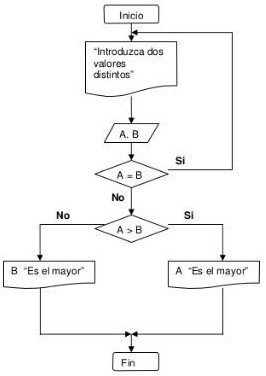 Inicio
“Introduzca dos
valores
distintos”
A. B
Si
A = B
No
No
Si
A > B
B “Es el mayor”
A “Es el mayor”
Fin